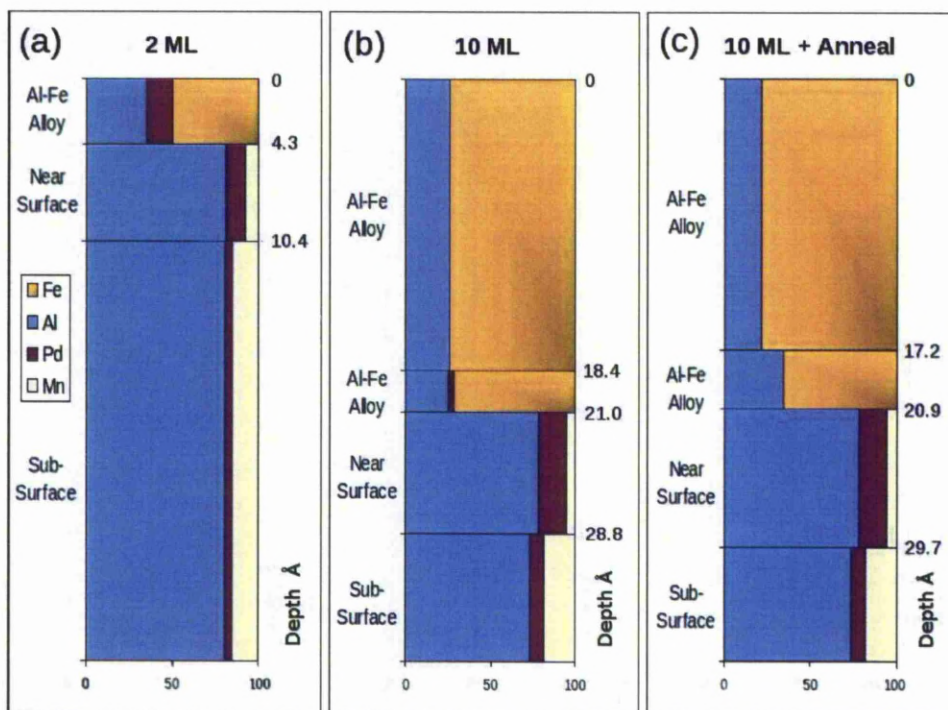 (a) 2 ML
Al-Fe
Alloy
Near
Surface
Fe
Al
Pd
Mn
Sub-
Surface
0
4.3
10.4
Depth Å
0 50 100
(b) 10 ML
Al-Fe
Alloy
Al-Fe
Alloy
Near
Surface
Sub-
Surface
0
18.4
21.0
28.8
Depth Å
0 50 100
(c) 10 ML + Anneal
Al-Fe
Alloy
Al-Fe
Alloy
Near
Surface
Sub-
Surface
0
17.2
20.9
29.7
Depth Å
0 50 100